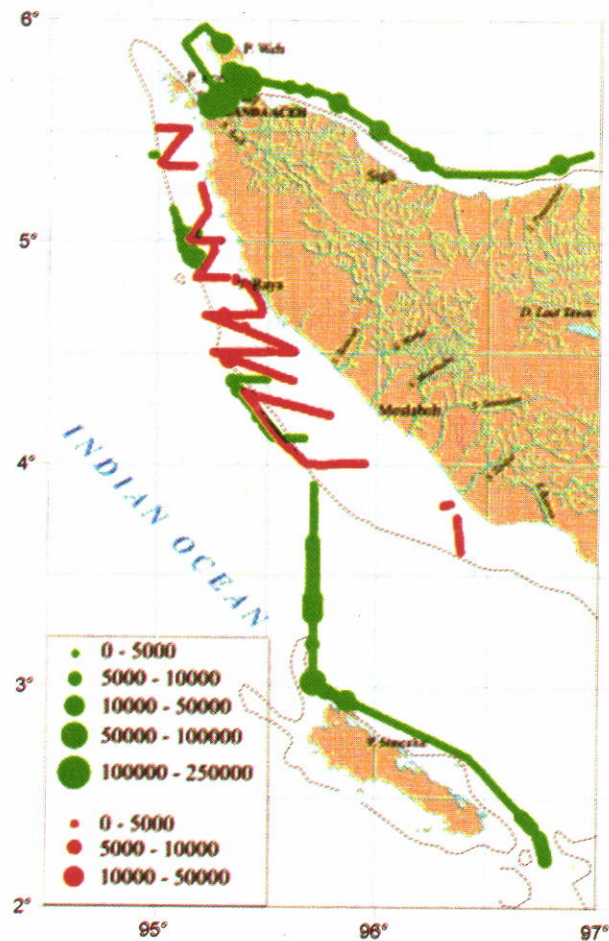 6°
P. Weh
BANDA ACEH
Sigli
5°
Raya
D. Laut Tawar
Meulaboh
4°
INDIAN OCEAN
3°
P. Simeulue
0 - 5000
5000 - 10000
10000 - 50000
50000 - 100000
100000 - 250000
0 - 5000
5000 - 10000
10000 - 50000
2°
95°
96°
97°